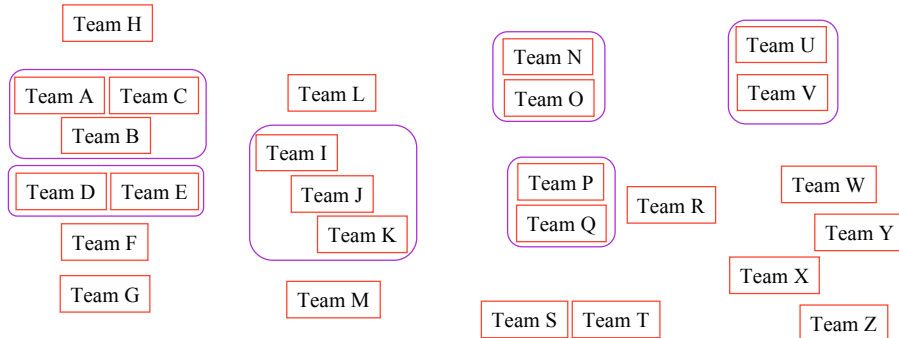 Team H
Team A Team C
Team B
Team D Team E
Team F
Team G
Team L
Team I
Team J
Team K
Team M
Team N
Team O
Team P
Team Q
Team R
Team S Team T
Team U
Team V
Team W
Team Y
Team X
Team Z